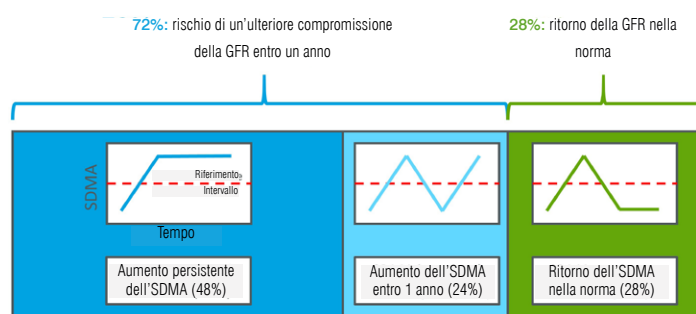 72%: rischio di un'ulteriore compromissione
della GFR entro un anno
28%: ritorno della GFR nella
norma
SDMA
Riferimento
Intervallo
Tempo
Aumento persistente
dell'SDMA (48%)
Aumento dell'SDMA
entro 1 anno (24%)
Ritorno dell'SDMA
nella norma (28%)